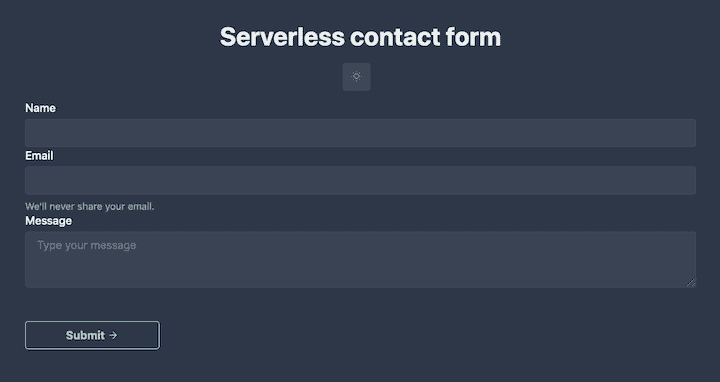 Serverless contact form
Name
Email
We'll never share your email.
Message
Type your message
Submit →